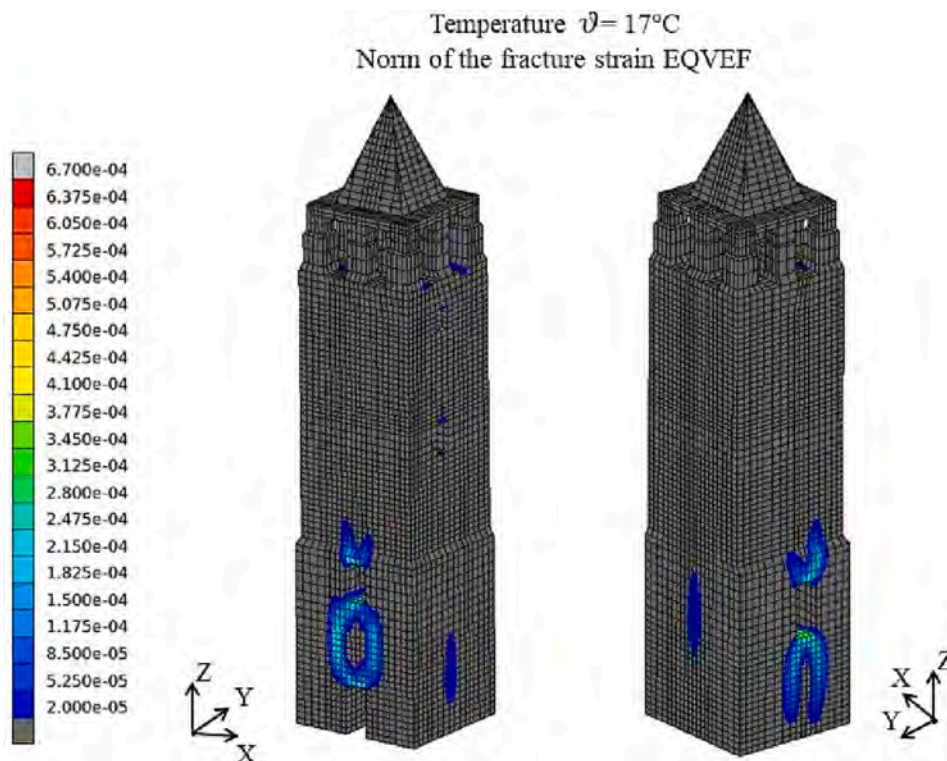 Temperature ϑ= 17°C
Norm of the fracture strain EQVEF
6.700e-04
6.375e-04
6.050e-04
5.725e-04
5.400e-04
5.075e-04
4.750e-04
4.425e-04
4.100e-04
3.775e-04
3.450e-04
3.125e-04
2.800e-04
2.475e-04
2.150e-04
1.825e-04
1.500e-04
1.175e-04
8.500e-05
5.250e-05
2.000e-05
Z
Y
X
Z
X
Y